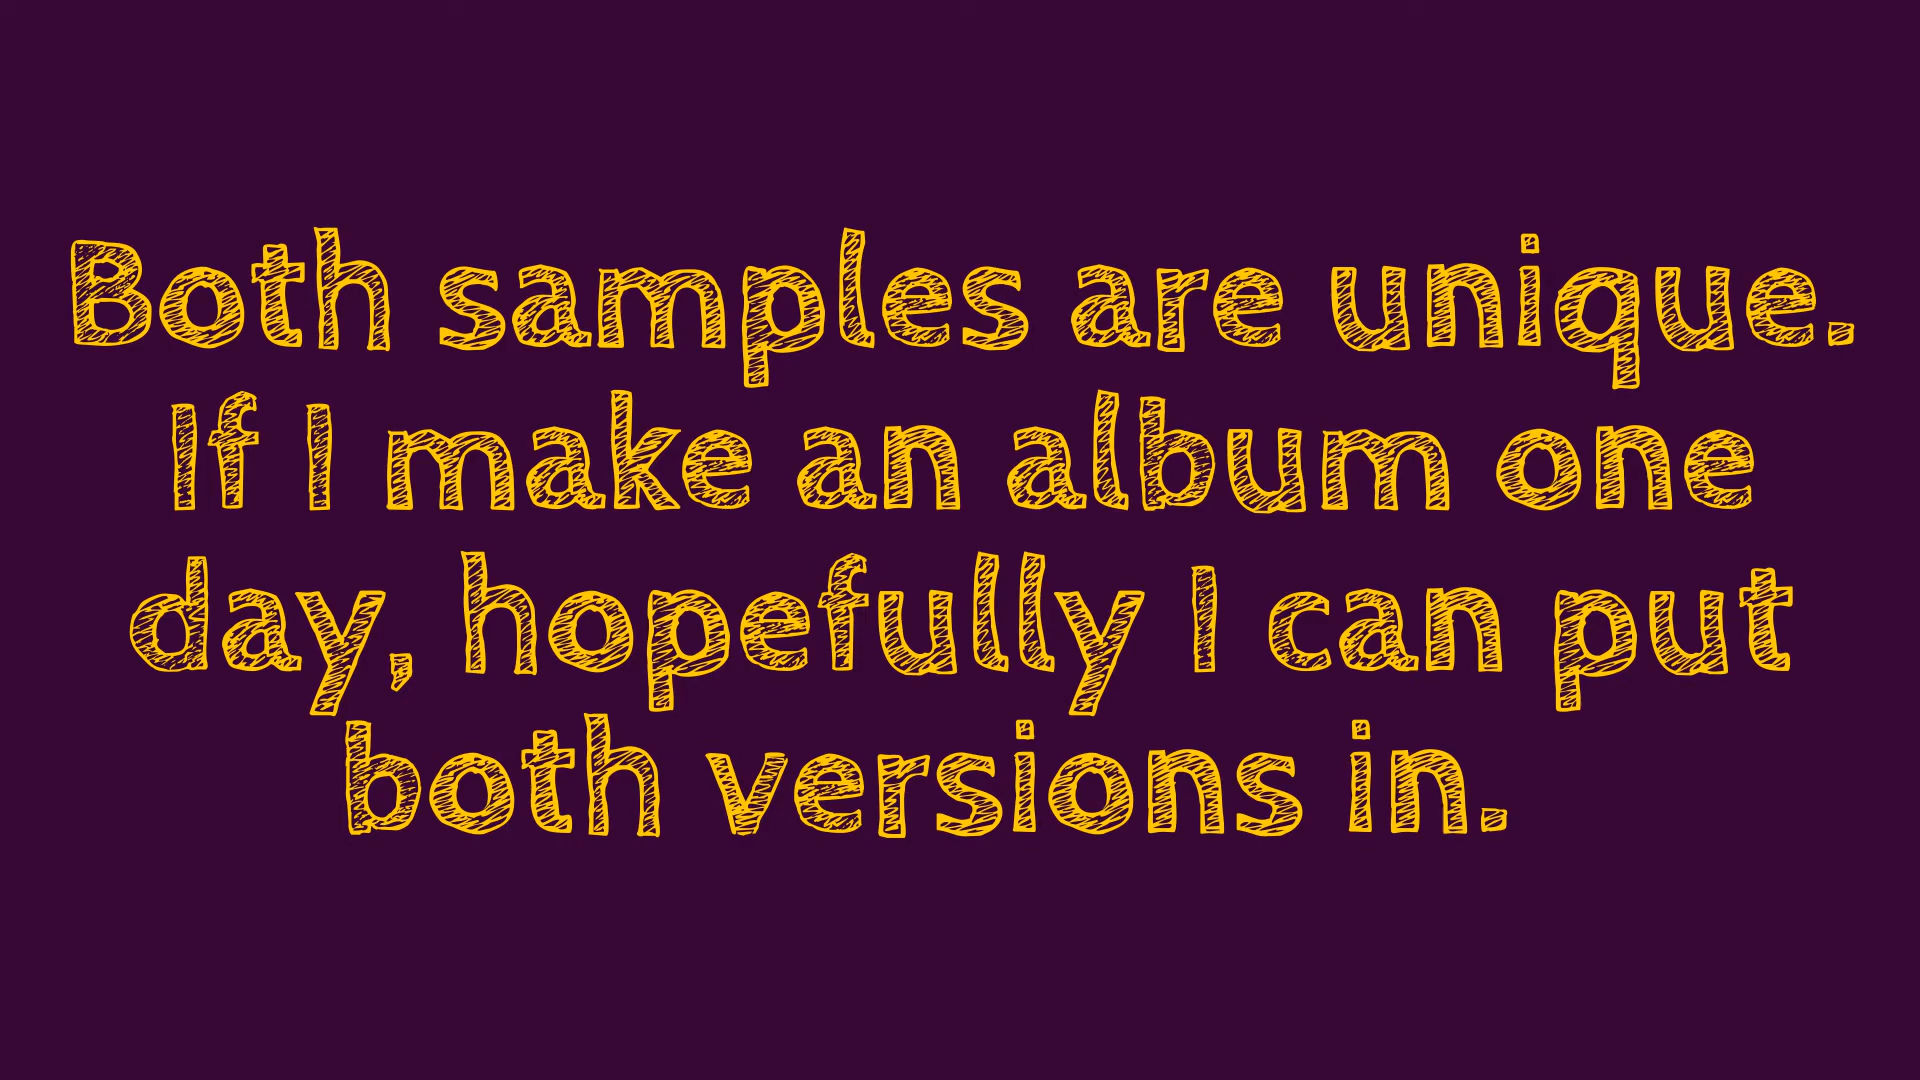 Both samples are unique.
If I make an album one
day, hopefully I can put
both versions in.